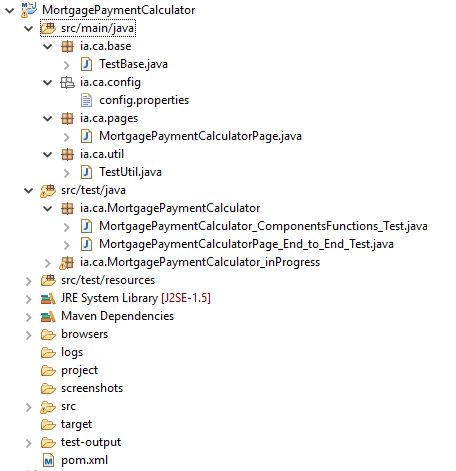 MortgagePaymentCalculator
src/main/java
ia.ca.base
TestBase.java
ia.ca.config
config.properties
ia.ca.pages
MortgagePaymentCalculatorPage.java
ia.ca.util
TestUtil.java
src/test/java
ia.ca.MortgagePaymentCalculator
MortgagePaymentCalculator_ComponentsFunctions_Test.java
MortgagePaymentCalculatorPage_End_to_End_Test.java
ia.ca.MortgagePaymentCalculator_inProgress
src/test/resources
JRE System Library [J2SE-1.5]
Maven Dependencies
browsers
logs
project
screenshots
src
target
test-output
pom.xml